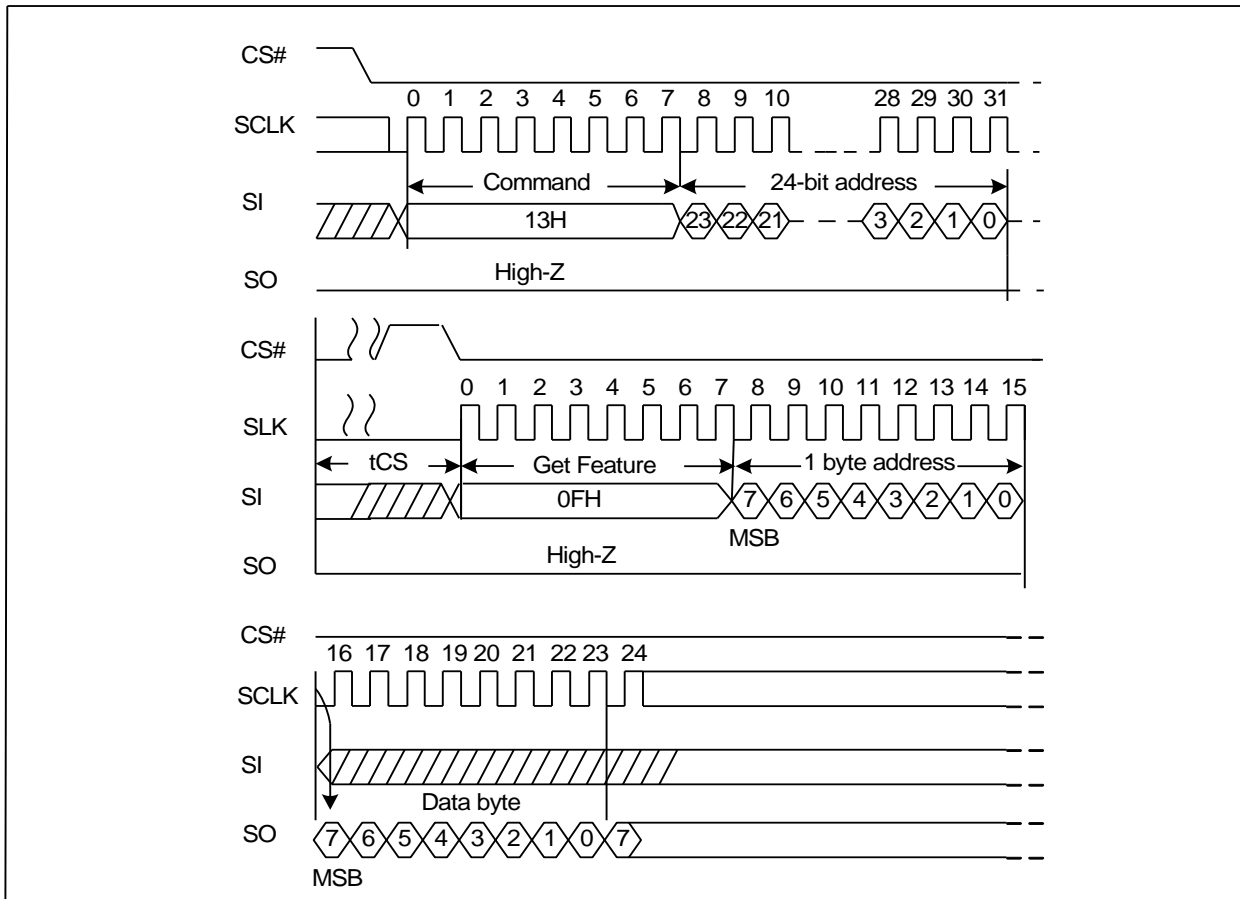 CS#
0 1 2 3 4 5 6 7 8 9 10 28 29 30 31
SCLK
Command 24-bit address
SI
13H 23 22 21 3 2 1 0
SO High-Z
CS#
0 1 2 3 4 5 6 7 8 9 10 11 12 13 14 15
SLK
tCS Get Feature 1 byte address
SI
0FH 7 6 5 4 3 2 1 0
MSB
SO High-Z
CS#
16 17 18 19 20 21 22 23 24
SCLK
SI
Data byte
SO 7 6 5 4 3 2 1 0 7
MSB